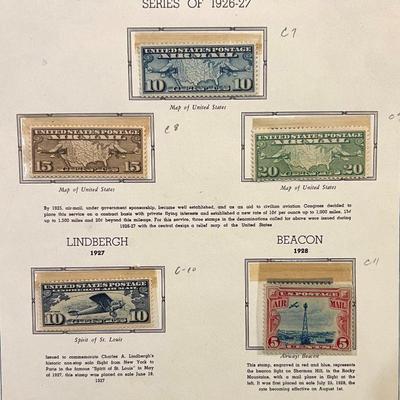 SERIES OF 1926-27
C7
UNITED STATES POSTAGE
AIR MAIL
10 10
Map of United States
C8
UNITED STATES POSTAGE
AIR MAIL
15 15
UNITED STATES POSTAGE
AIR MAIL
20 20
Map of United States
Map of United States
By 1925, air-mail, under government sponsorship, become well established, and as an aid to civilian aviation Congress decided to
place this service on a contract basis with private flying interests and established a new rate of 10¢ per ounce up to 1,000 miles, 15¢
up to 1,500 miles and 20¢ beyond this mileage. For this service, three stamps in the denominations called for above were issued during
1926-27 with the central design a relief map of the United States
LINDBERGH
1927
BEACON
1928
C-10
C11
UNITED STATES POSTAGE
LINDBERGH AIR MAIL
10 10
U.S. POSTAGE
AIR MAIL
5 5
Spirit of St. Louis
Airways Beacon
Issued to commemorate Charles A. Lindbergh's
historic non-stop solo flight from New York to
Paris in the famous "Spirit of St. Louis" in May
of 1927, this stamp was placed on sale June 18,
1927
This stamp, engraved in red and blue, represents
the beacon light on Sherman Hill, in the Rocky
Mountains, with a mail plane in flight at the
left. It was first placed on sale July 25, 1928, the
rate becoming effective on August 1st.